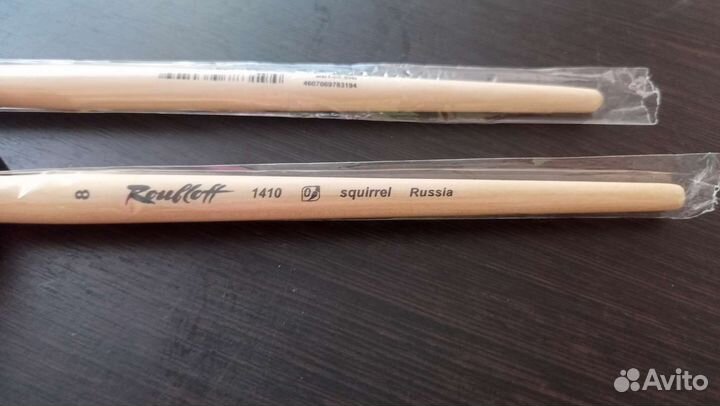 4607069783194
8 Roubloff 1410 squirrel Russia
Avito